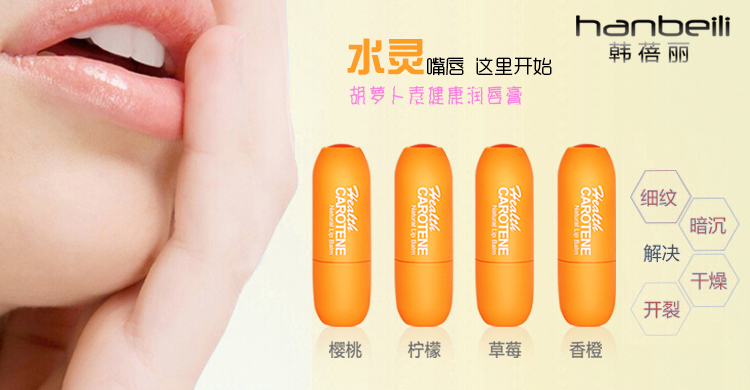 hanbeili
韩蓓丽
水灵嘴唇 这里开始
胡萝卜素健康润唇膏
Health
CAROTENE
Natural Lip Balm
Health
CAROTENE
Natural Lip Balm
Health
CAROTENE
Natural Lip Balm
Health
CAROTENE
Natural Lip Balm
樱桃 柠檬 草莓 香橙
细纹
暗沉
解决
干燥
开裂